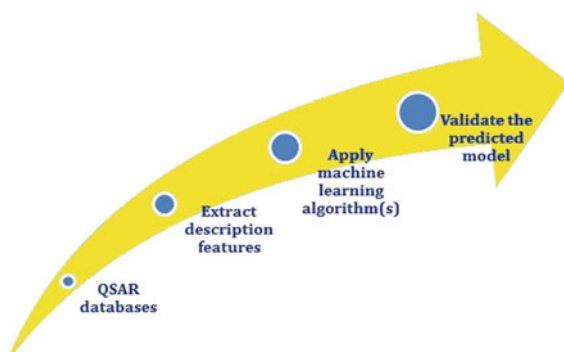 QSAR
databases
Extract
description
features
Apply
machine
learning
algorithm(s)
Validate the
predicted
model